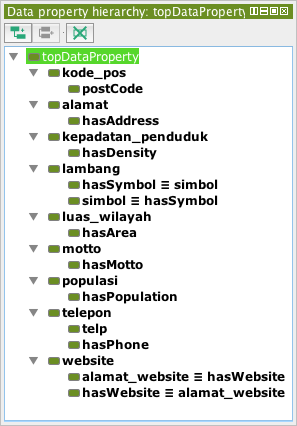 Data property hierarchy: topDataProperty
topDataProperty
kode_pos
postCode
alamat
hasAddress
kepadatan_penduduk
hasDensity
lambang
hasSymbol ≡ simbol
simbol ≡ hasSymbol
luas_wilayah
hasArea
motto
hasMotto
populasi
hasPopulation
telepon
telp
hasPhone
website
alamat_website ≡ hasWebsite
hasWebsite ≡ alamat_website